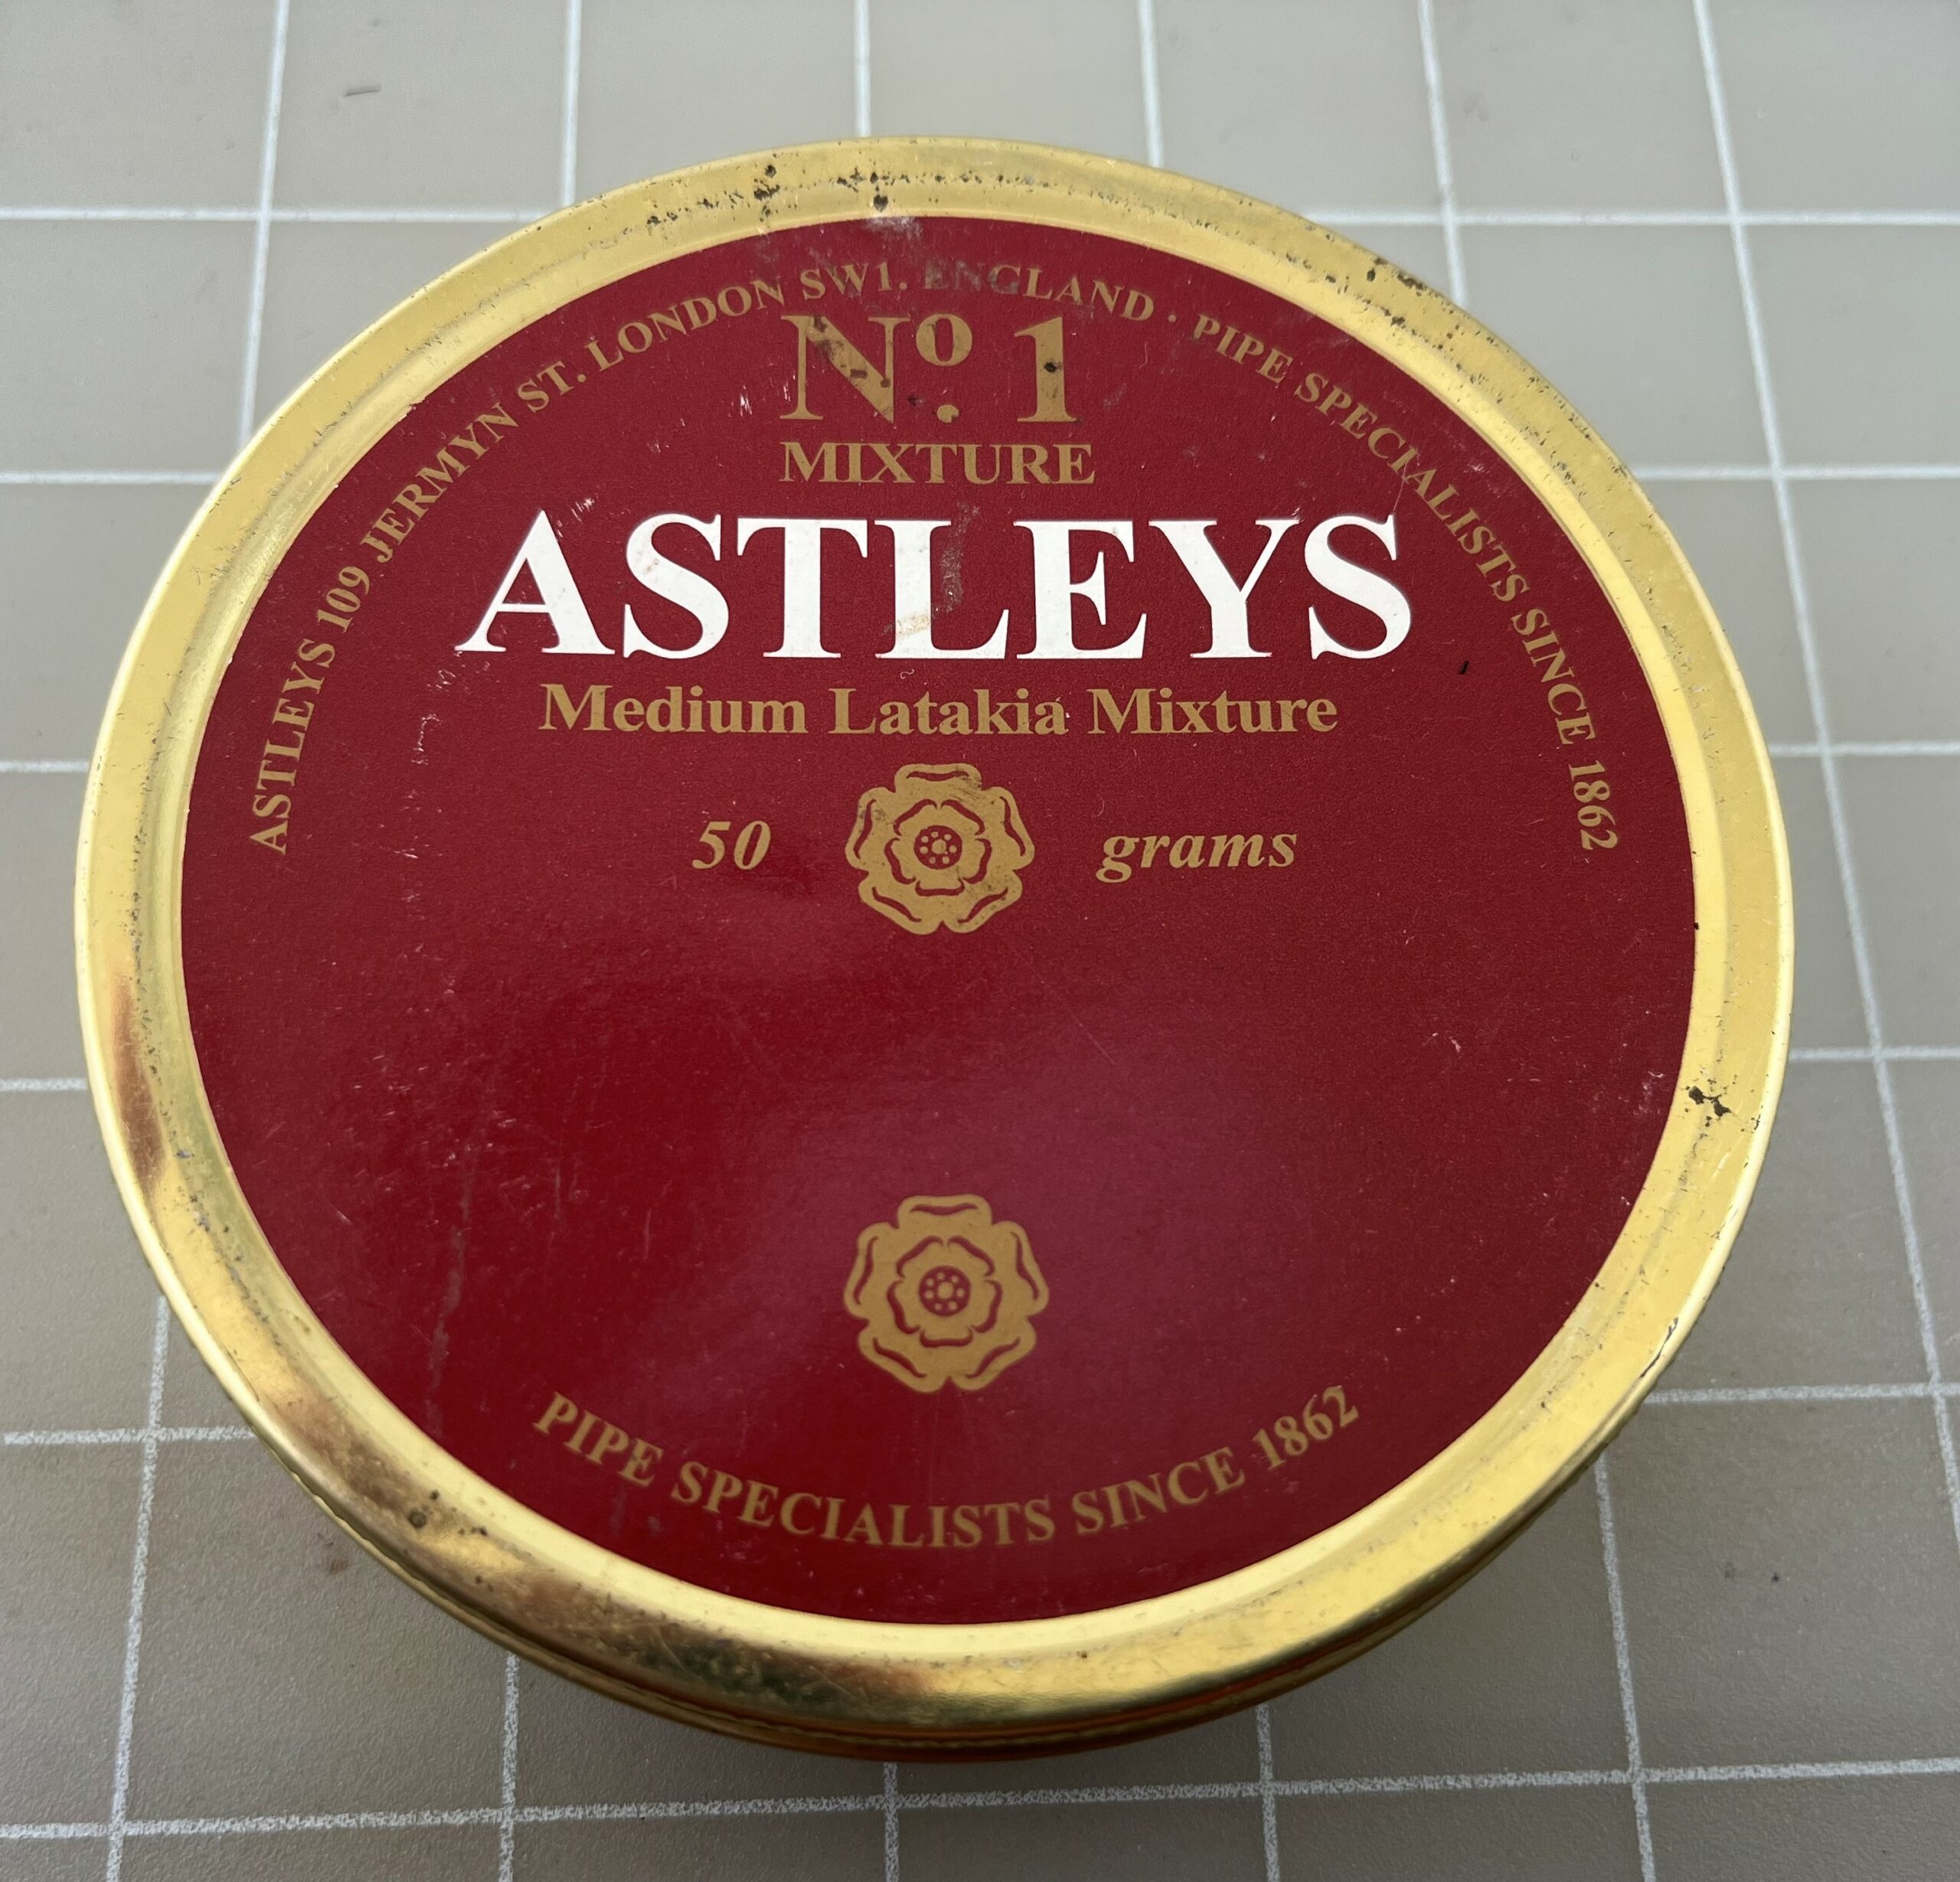 ASTLEYS 109 JERMYN ST. LONDON SW1. ENGLAND · PIPE SPECIALISTS SINCE 1862
Nº. 1
MIXTURE
ASTLEYS
Medium Latakia Mixture
50 grams
PIPE SPECIALISTS SINCE 1862